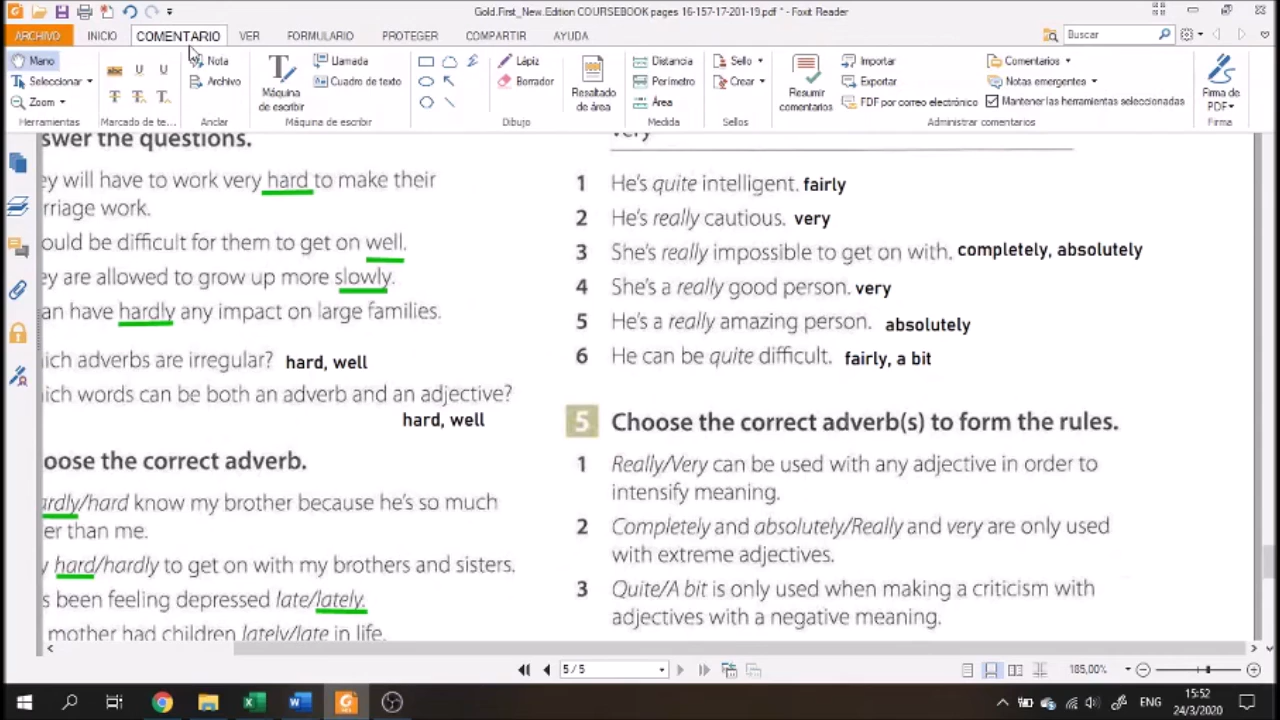 Gold.First_New.Edition COURSEBOOK pages 16-157-17-201-19.pdf * - Foxit Reader
ARCHIVO INICIO COMENTARIO VER FORMULARIO PROTEGER COMPARTIR AYUDA Buscar
Mano Nota Llamada Lápiz Distancia Sello Importar Comentarios
Seleccionar Archivo Cuadro de texto Borrador Perímetro Crear Exportar Notas emergentes
Zoom Máquina de escribir Resaltado de área Área Resumir comentarios FDF por correo electrónico Mantener las herramientas seleccionadas Firma de PDF
Herramientas Marcado de te... Anclar Máquina de escribir Dibujo Medida Sellos Administrar comentarios Firma
swer the questions.
ey will have to work very hard to make their
rriage work.
ould be difficult for them to get on well.
ey are allowed to grow up more slowly.
an have hardly any impact on large families.
ich adverbs are irregular? hard, well
ich words can be both an adverb and an adjective?
hard, well
oose the correct adverb.
ardly/hard know my brother because he's so much
er than me.
y hard/hardly to get on with my brothers and sisters.
s been feeling depressed late/lately.
mother had children lately/late in life.
very
1 He's quite intelligent. fairly
2 He's really cautious. very
3 She's really impossible to get on with. completely, absolutely
4 She's a really good person. very
5 He's a really amazing person. absolutely
6 He can be quite difficult. fairly, a bit
5 Choose the correct adverb(s) to form the rules.
1 Really/Very can be used with any adjective in order to
intensify meaning.
2 Completely and absolutely/Really and very are only used
with extreme adjectives.
3 Quite/A bit is only used when making a criticism with
adjectives with a negative meaning.
5 / 5 185,00%
ENG 15:52
24/3/2020